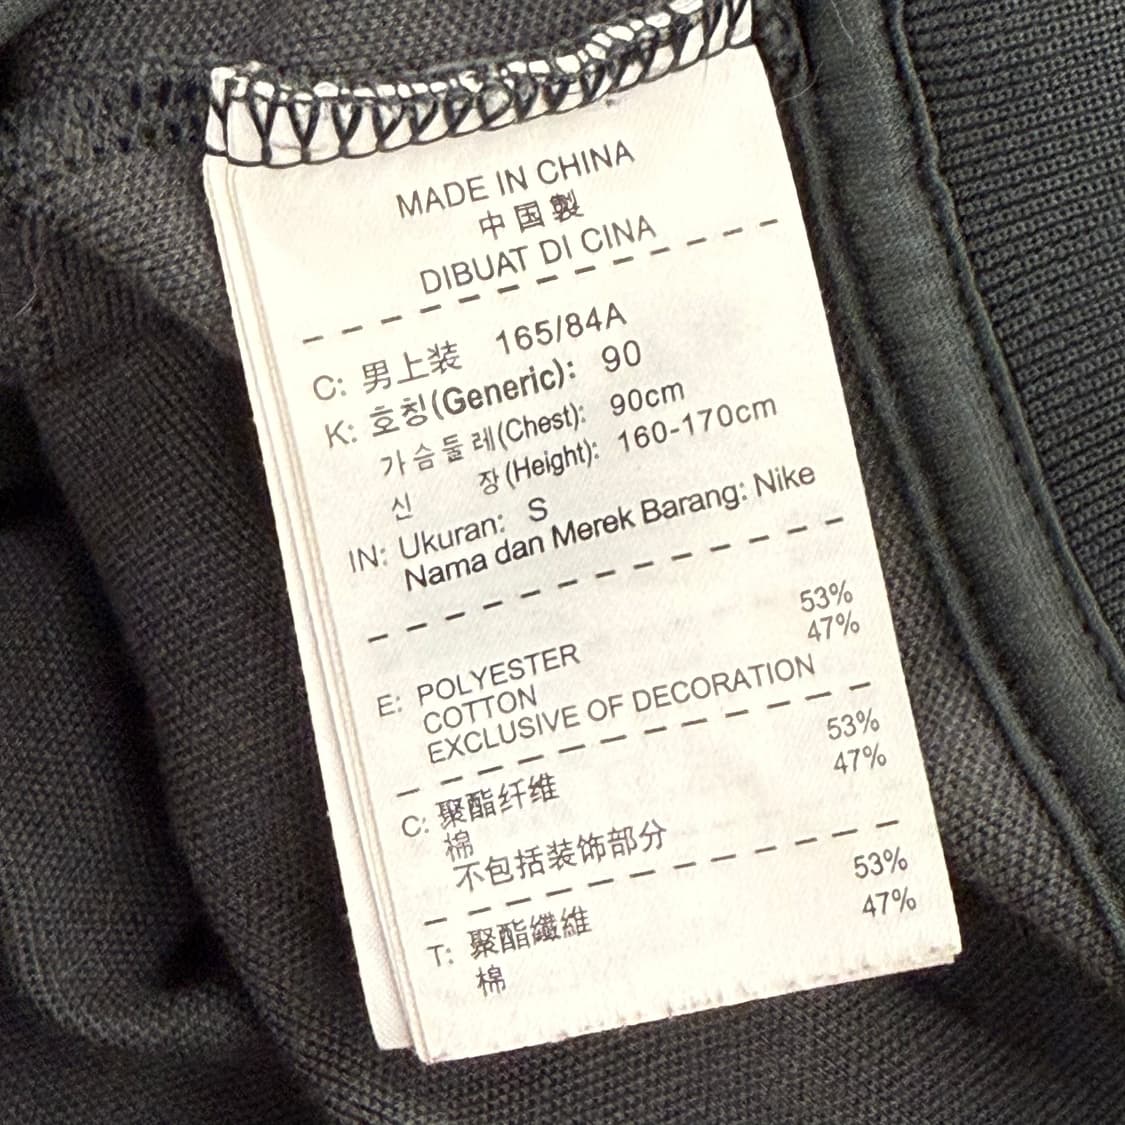 MADE IN CHINA
中国製
DIBUAT DI CINA
C: 男上装 165/84A
K: 호칭(Generic): 90
가슴둘레(Chest): 90cm
신 장(Height): 160-170cm
IN: Ukuran: S
Nama dan Merek Barang: Nike
E: POLYESTER 53%
COTTON 47%
EXCLUSIVE OF DECORATION
C: 聚酯纤维 53%
棉 47%
不包括装饰部分
T: 聚酯纖維 53%
棉 47%